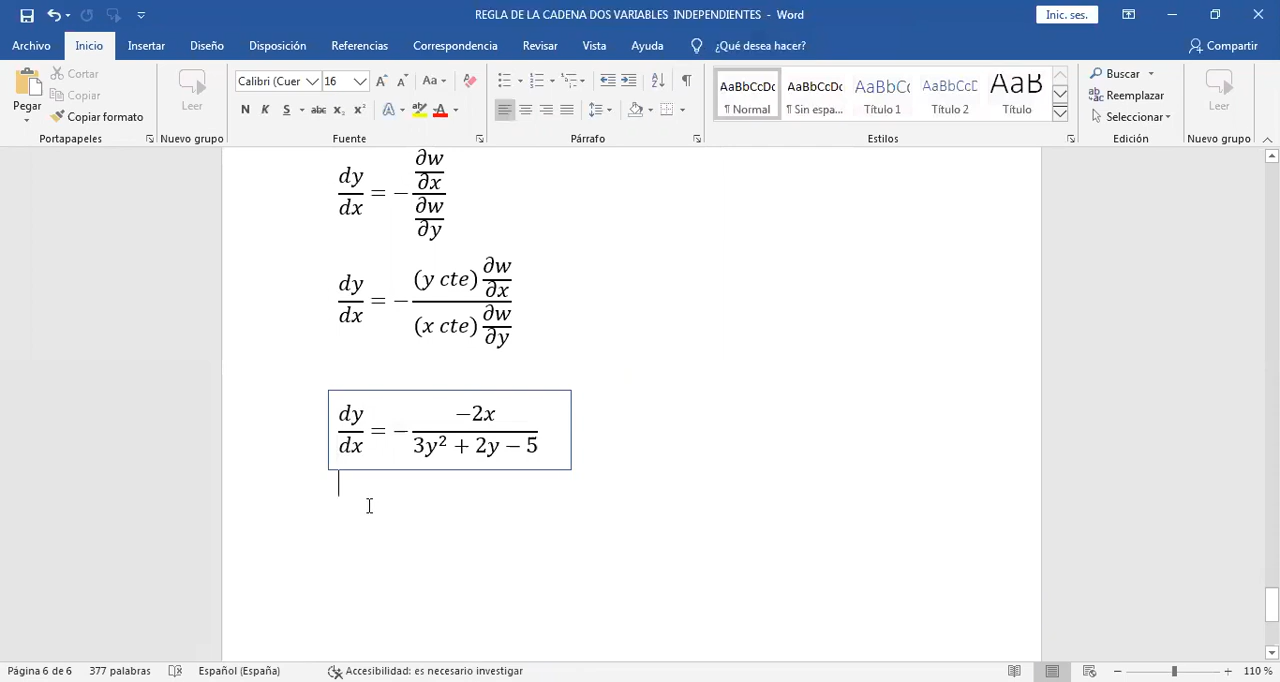 REGLA DE LA CADENA DOS VARIABLES INDEPENDIENTES - Word
Inic. ses.
Archivo Inicio Insertar Diseño Disposición Referencias Correspondencia Revisar Vista Ayuda ¿Qué desea hacer? Compartir
Pegar
Cortar
Copiar
Copiar formato
Portapapeles
Leer
Nuevo grupo
Calibri (Cuer 16 A A Aa
N K S abc x₂ x² A A
Fuente
Párrafo
AaBbCcDc AaBbCcDc AaBbCc AaBbCcD AaB
¶ Normal ¶ Sin espa... Título 1 Título 2 Título
Estilos
Buscar
Reemplazar
Seleccionar
Edición
Leer
Nuevo grupo
dy/dx = −(∂w/∂x)/(∂w/∂y)
dy/dx = −((y cte) ∂w/∂x)/((x cte) ∂w/∂y)
dy/dx = −(−2x)/(3y² + 2y − 5)
Página 6 de 6 377 palabras Español (España) Accesibilidad: es necesario investigar 110 %